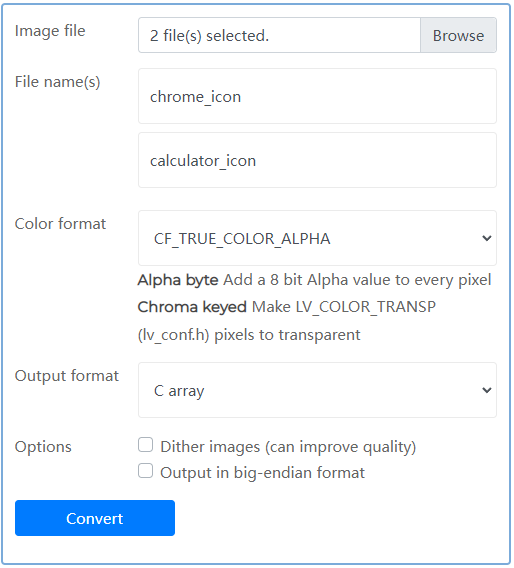 Image file
2 file(s) selected.
Browse
File name(s)
chrome_icon
calculator_icon
Color format
CF_TRUE_COLOR_ALPHA
Alpha byte Add a 8 bit Alpha value to every pixel
Chroma keyed Make LV_COLOR_TRANSP
(lv_conf.h) pixels to transparent
Output format
C array
Options
Dither images (can improve quality)
Output in big-endian format
Convert